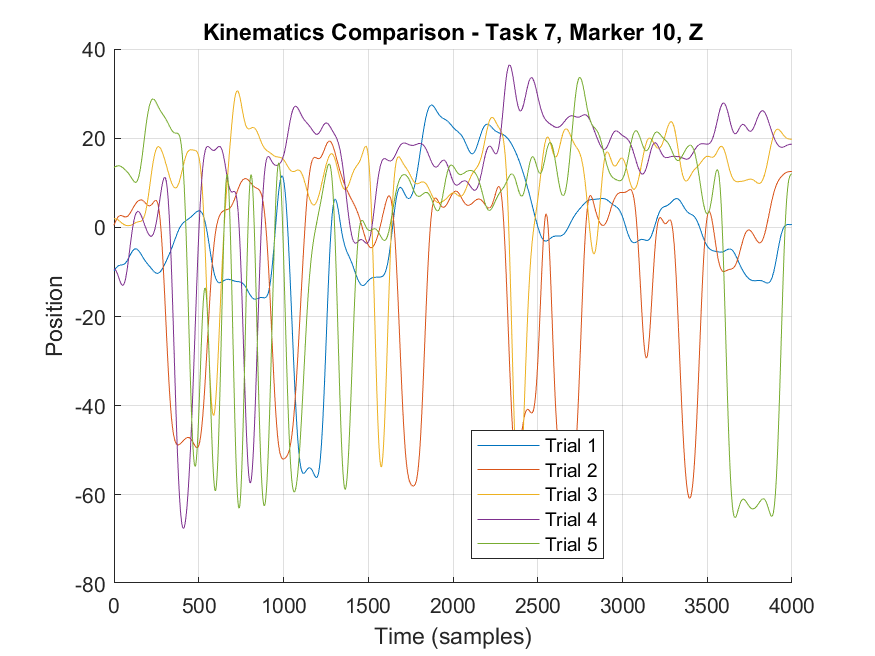 Kinematics Comparison - Task 7, Marker 10, Z
40
20
0
-20
-40
-60
-80
Position
Trial 1
Trial 2
Trial 3
Trial 4
Trial 5
0 500 1000 1500 2000 2500 3000 3500 4000
Time (samples)